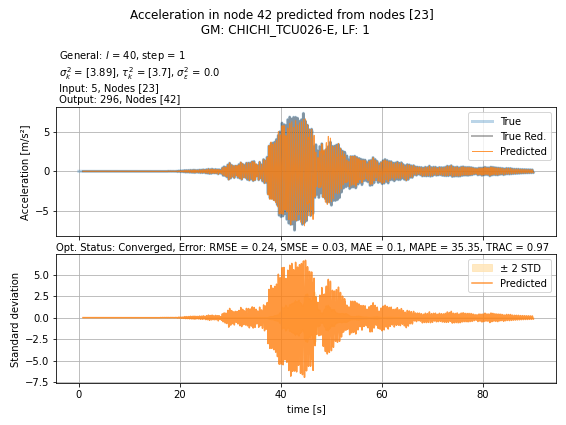 Acceleration in node 42 predicted from nodes [23]
GM: CHICHI_TCU026-E, LF: 1
General: l = 40, step = 1
σ²ₖ = [3.89], τ²ₖ = [3.7], σ²ε = 0.0
Input: 5, Nodes [23]
Output: 296, Nodes [42]
Acceleration [m/s²]
5
0
−5
True
True Red.
Predicted
Opt. Status: Converged, Error: RMSE = 0.24, SMSE = 0.03, MAE = 0.1, MAPE = 35.35, TRAC = 0.97
Standard deviation
5.0
2.5
0.0
−2.5
−5.0
−7.5
± 2 STD
Predicted
0 20 40 60 80
time [s]